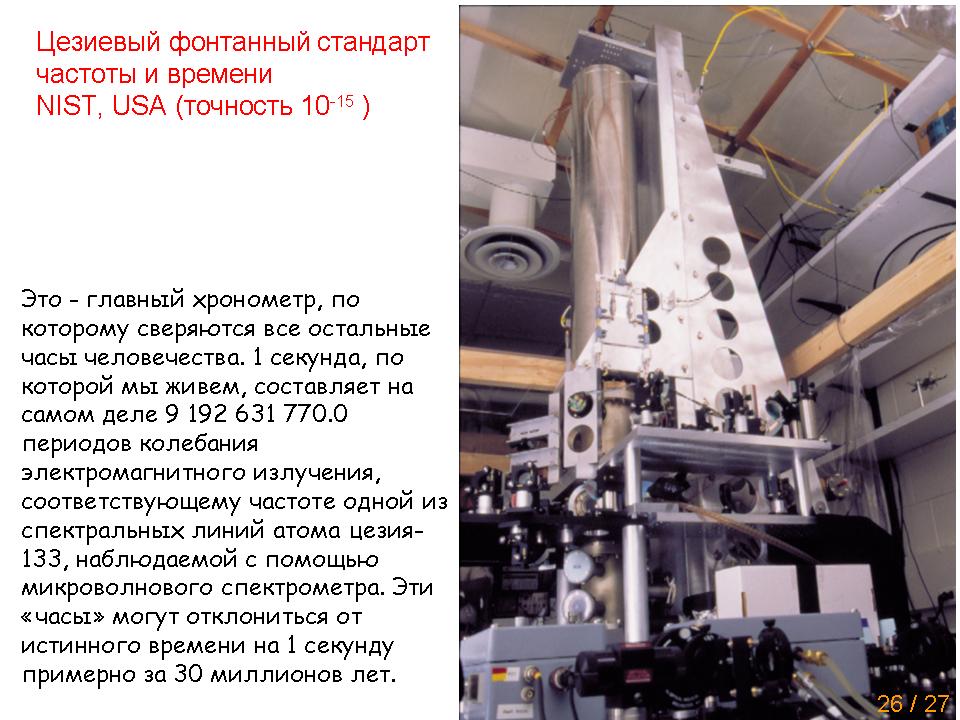 Цезиевый фонтанный стандарт
частоты и времени
NIST, USA (точность 10⁻¹⁵ )
Это - главный хронометр, по
которому сверяются все остальные
часы человечества. 1 секунда, по
которой мы живем, составляет на
самом деле 9 192 631 770.0
периодов колебания
электромагнитного излучения,
соответствующему частоте одной из
спектральных линий атома цезия-
133, наблюдаемой с помощью
микроволнового спектрометра. Эти
«часы» могут отклониться от
истинного времени на 1 секунду
примерно за 30 миллионов лет.
26 / 27